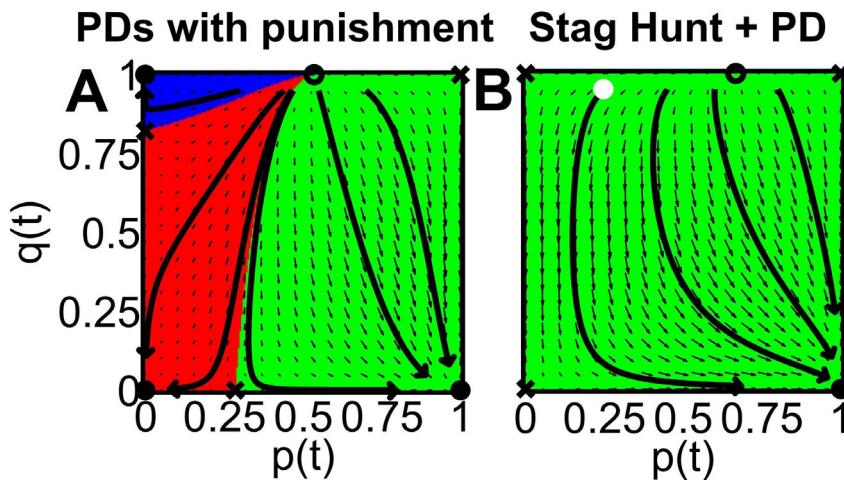 PDs with punishment
Stag Hunt + PD
A
B
1
0.75
0.5
0.25
0
q(t)
0 0.25 0.5 0.75 1
p(t)
0 0.25 0.5 0.75 1
p(t)